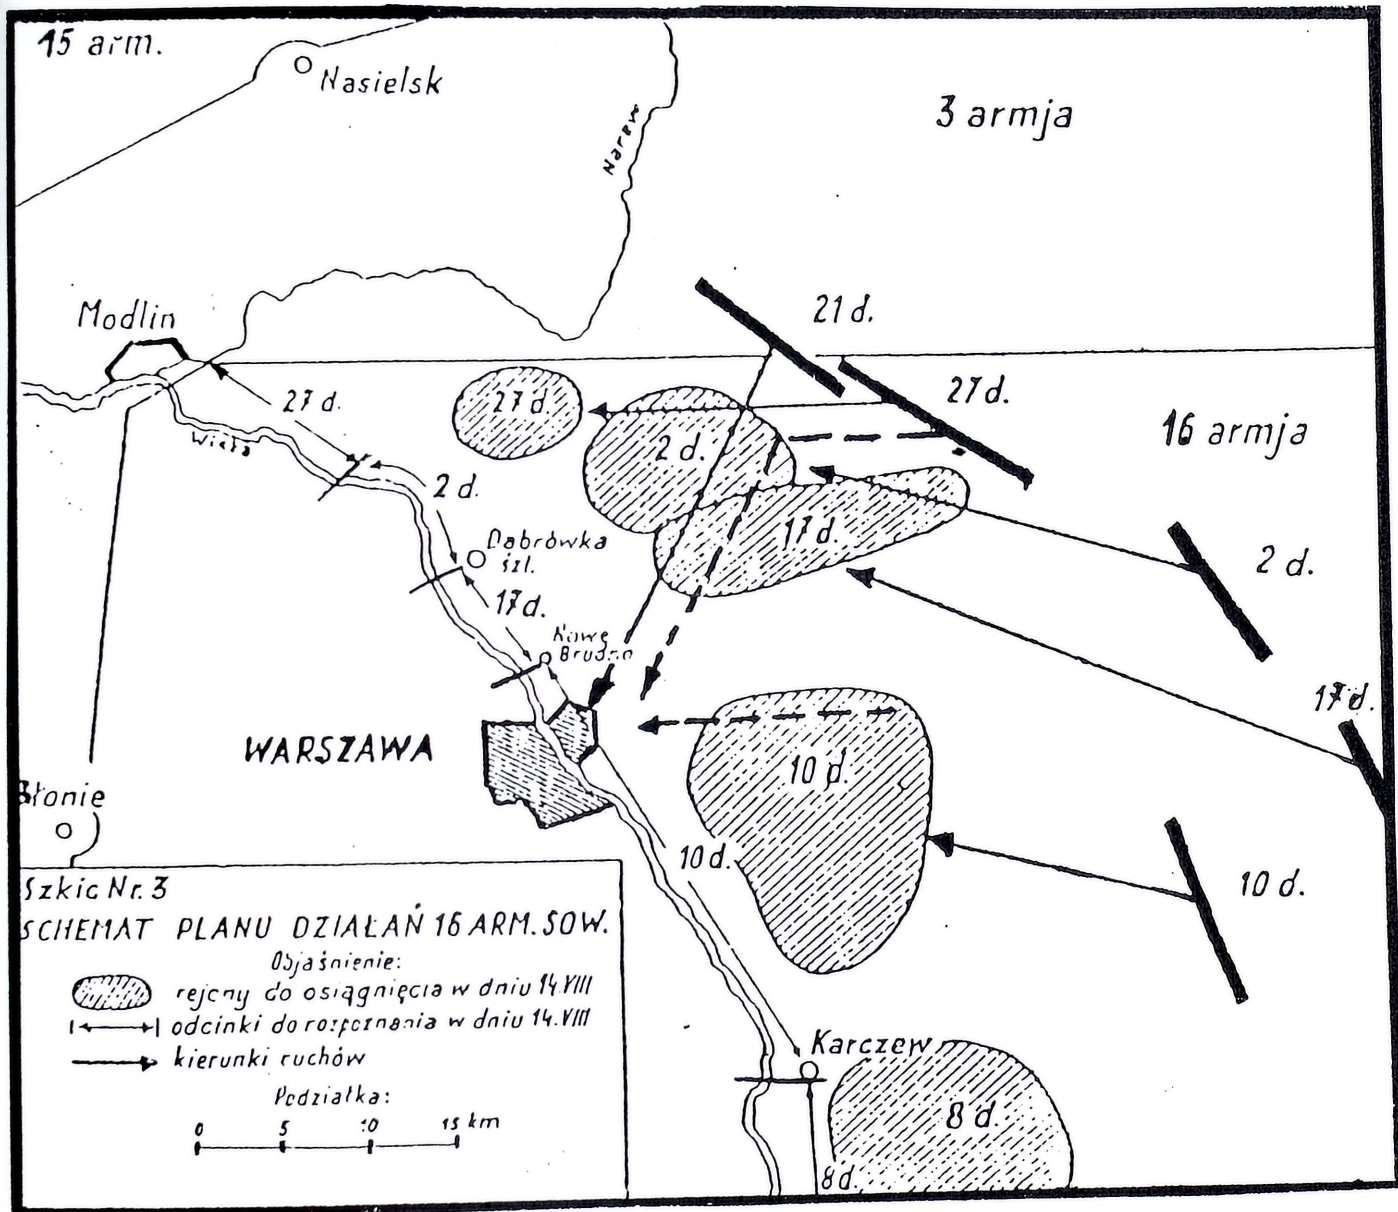 15 arm.
Nasielsk
Narew
3 armja
Modlin
21 d.
27 d.
27 d.
27 d.
16 armja
Wisła
2 d.
2 d.
Dąbrówka
szl.
17 d.
2 d.
17 d.
Nowe
Brudno
17 d.
WARSZAWA
10 d.
Błonie
10 d.
10 d.
Szkic Nr. 3
SCHEMAT PLANU DZIAŁAŃ 16 ARM. SOW.
Objaśnienie:
rejony do osiągnięcia w dniu 14.VIII
odcinki do rozpoznania w dniu 14.VIII
kierunki ruchów
Podziałka:
0 5 10 15 km
Karczew
8 d.
8 d.